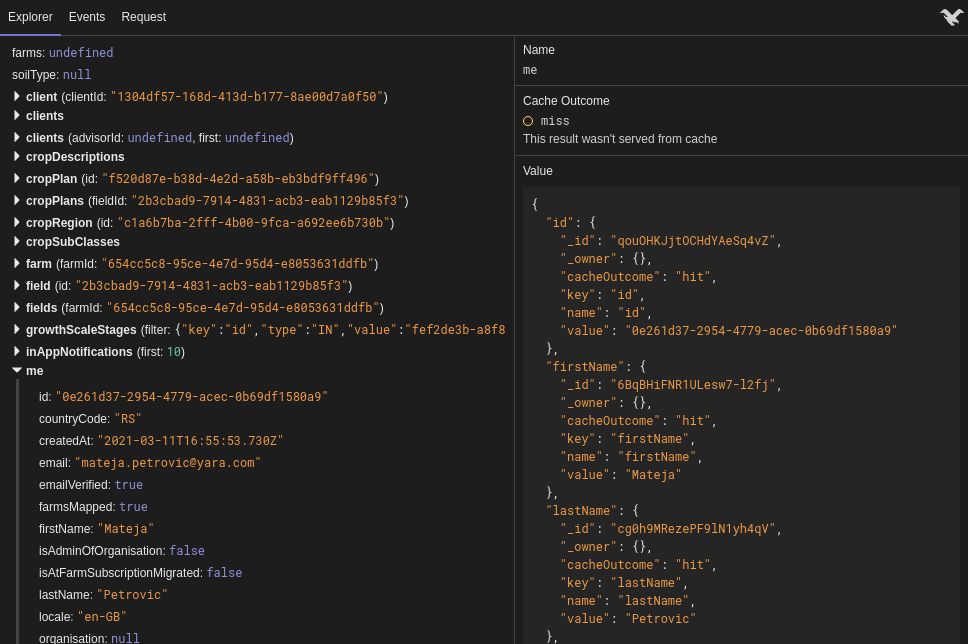 Explorer Events Request
farms: undefined
soilType: null
client (clientId: "1304df57-168d-413d-b177-8ae00d7a0f50")
clients
clients (advisorId: undefined, first: undefined)
cropDescriptions
cropPlan (id: "f520d87e-b38d-4e2d-a58b-eb3bdf9ff496")
cropPlans (fieldId: "2b3cbad9-7914-4831-acb3-eab1129b85f3")
cropRegion (id: "c1a6b7ba-2fff-4b00-9fca-a692ee6b730b")
cropSubClasses
farm (farmId: "654cc5c8-95ce-4e7d-95d4-e8053631ddfb")
field (id: "2b3cbad9-7914-4831-acb3-eab1129b85f3")
fields (farmId: "654cc5c8-95ce-4e7d-95d4-e8053631ddfb")
growthScaleStages (filter: {"key":"id","type":"IN","value":"fef2de3b-a8f8
inAppNotifications (first: 10)
me
id: "0e261d37-2954-4779-acec-0b69df1580a9"
countryCode: "RS"
createdAt: "2021-03-11T16:55:53.730Z"
email: "mateja.petrovic@yara.com"
emailVerified: true
farmsMapped: true
firstName: "Mateja"
isAdminOfOrganisation: false
isAtFarmSubscriptionMigrated: false
lastName: "Petrovic"
locale: "en-GB"
organisation: null
Name
me
Cache Outcome
miss
This result wasn't served from cache
Value
{
"id": {
"_id": "qouOHKJjtOCHdYAeSq4vZ",
"_owner": {},
"cacheOutcome": "hit",
"key": "id",
"name": "id",
"value": "0e261d37-2954-4779-acec-0b69df1580a9"
},
"firstName": {
"_id": "6BqBHiFNR1ULesw7-l2fj",
"_owner": {},
"cacheOutcome": "hit",
"key": "firstName",
"name": "firstName",
"value": "Mateja"
},
"lastName": {
"_id": "cg0h9MRezePF9lN1yh4qV",
"_owner": {},
"cacheOutcome": "hit",
"key": "lastName",
"name": "lastName",
"value": "Petrovic"
},